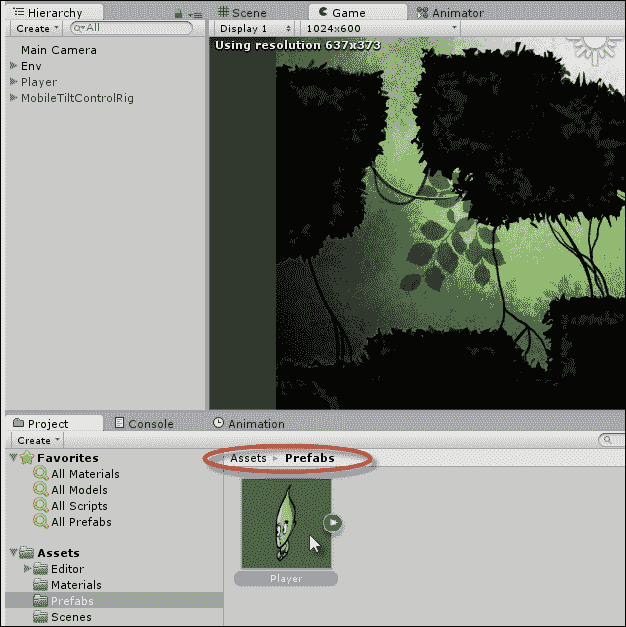 Hierarchy
Create All
Main Camera
Env
Player
MobileTiltControlRig
Scene Game Animator
Display 1 1024x600
Using resolution 637x373
Project Console Animation
Create
Favorites
All Materials
All Models
All Scripts
All Prefabs
Assets
Editor
Materials
Prefabs
Scenes
Assets Prefabs
Player